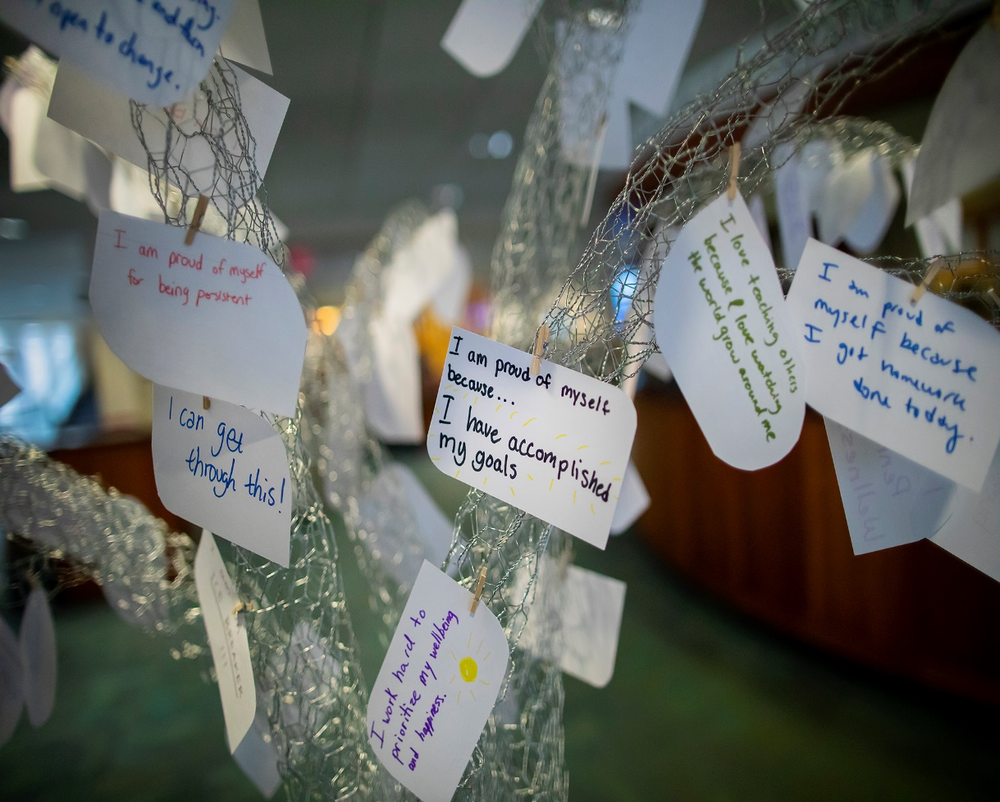 and then
open to change.
I am proud of myself
for being persistent
I can get
through this!
I am proud of myself
because...
I have accomplished
my goals
I love teaching others
because I love watching
the world grow around me
I am proud of
myself because
I got homework
done today.
I work hard to
prioritize my wellbeing
and happiness.